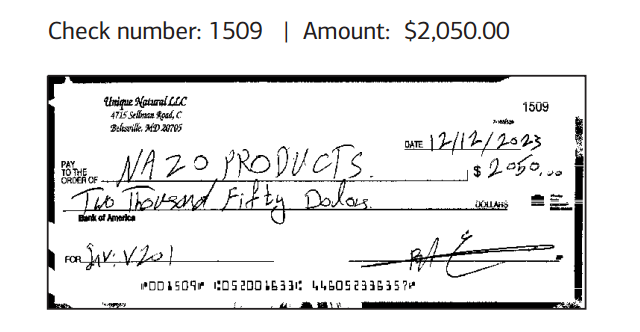 Check number: 1509 | Amount: $2,050.00
Unique Natural LLC
4715 Sellman Road, C
Beltsville, MD 20705
1509
DATE 12/12/2023
PAY
TO THE
ORDER OF NAZO PRODUCTS. $ 2050.00
Two Thousand Fifty Dolars. DOLLARS
Bank of America
FOR INV: V201
⑈001509⑈ ⑆052001633⑆ 446052336357⑈